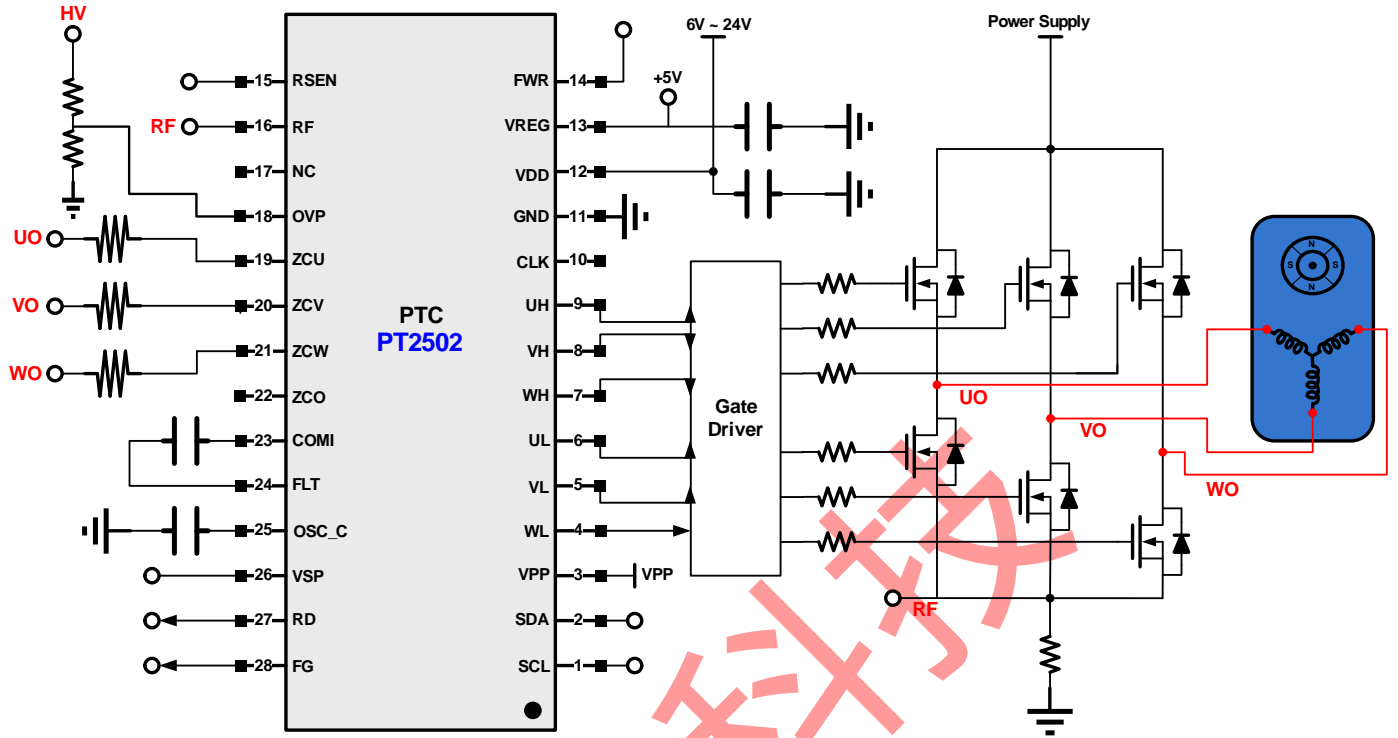 HV
15 RSEN
RF 16 RF
17 NC
18 OVP
UO 19 ZCU
VO 20 ZCV
WO 21 ZCW
22 ZCO
23 COMI
24 FLT
25 OSC_C
26 VSP
27 RD
28 FG
PTC
PT2502
FWR 14
VREG 13
VDD 12
GND 11
CLK 10
UH 9
VH 8
WH 7
UL 6
VL 5
WL 4
VPP 3 VPP
SDA 2
SCL 1
6V ~ 24V
+5V
Gate
Driver
Power Supply
UO
VO
WO
RF
N
S S
N
科技